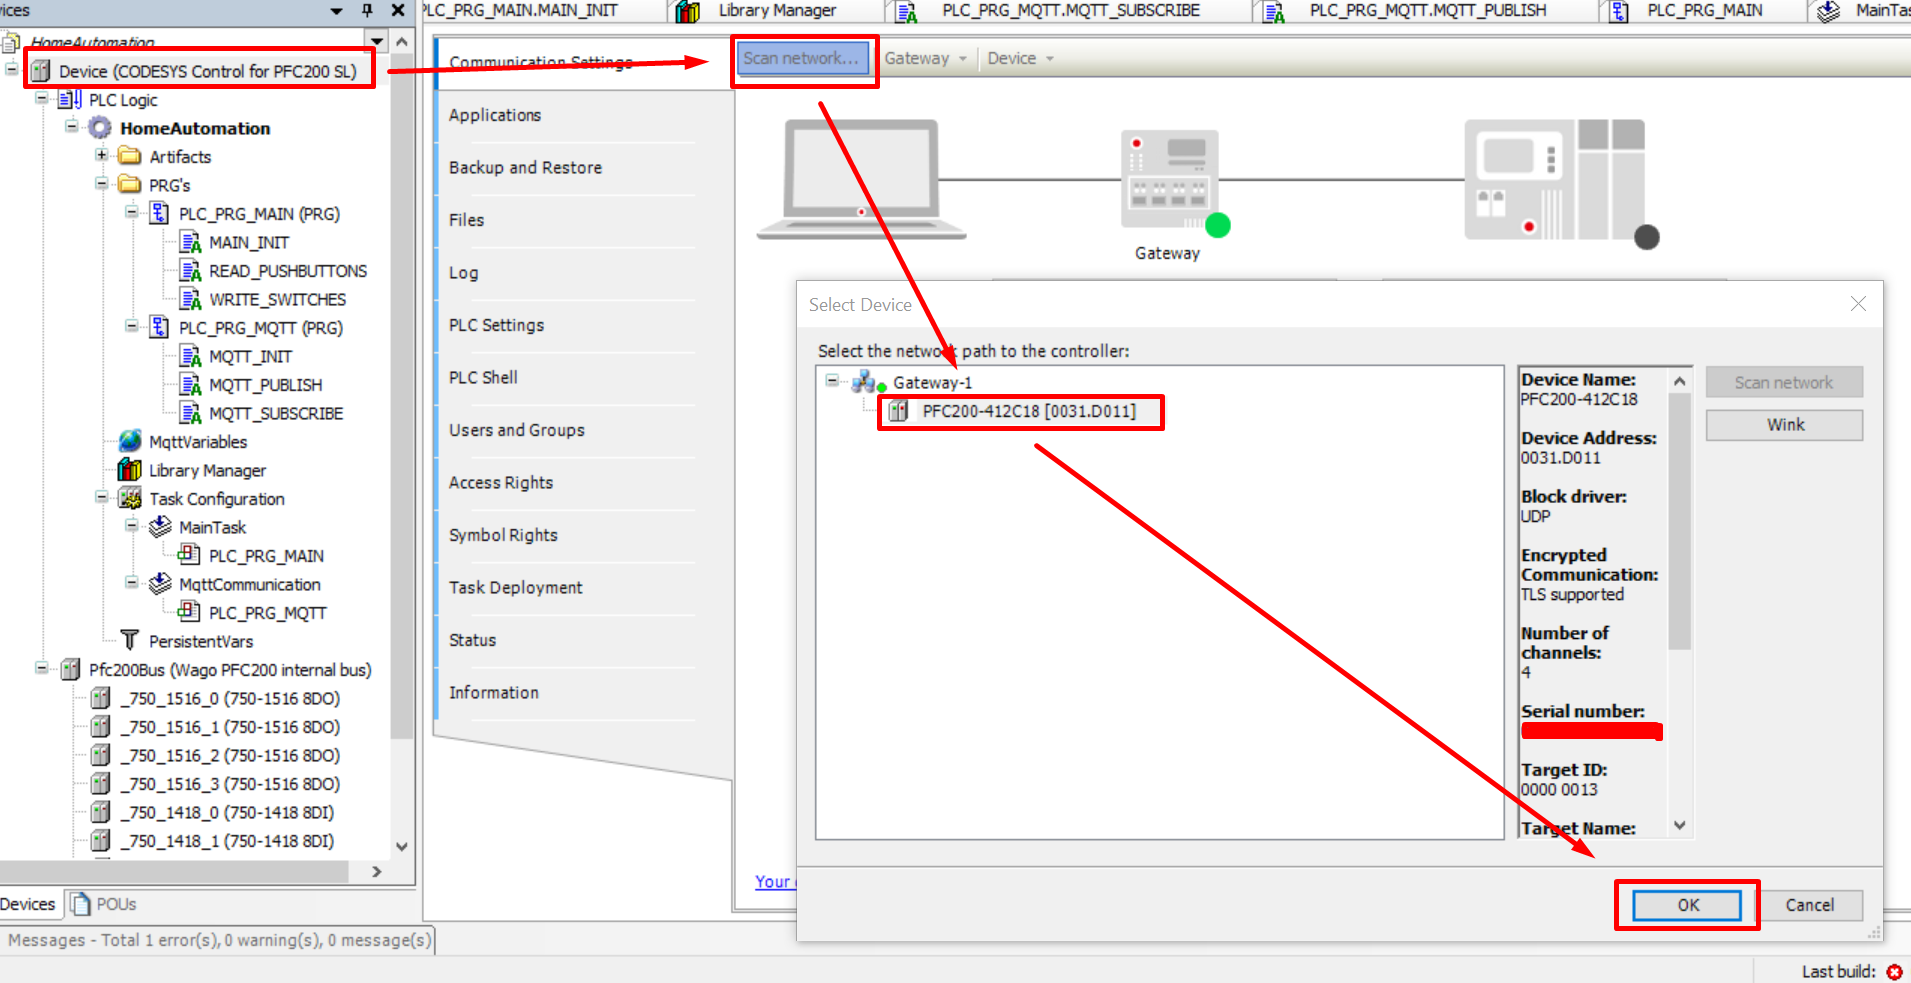 vices
PLC_PRG_MAIN.MAIN_INIT
Library Manager
PLC_PRG_MQTT.MQTT_SUBSCRIBE
PLC_PRG_MQTT.MQTT_PUBLISH
PLC_PRG_MAIN
MainTas
HomeAutomation
Device (CODESYS Control for PFC200 SL)
PLC Logic
HomeAutomation
Artifacts
PRG's
PLC_PRG_MAIN (PRG)
MAIN_INIT
READ_PUSHBUTTONS
WRITE_SWITCHES
PLC_PRG_MQTT (PRG)
MQTT_INIT
MQTT_PUBLISH
MQTT_SUBSCRIBE
MqttVariables
Library Manager
Task Configuration
MainTask
PLC_PRG_MAIN
MqttCommunication
PLC_PRG_MQTT
PersistentVars
Pfc200Bus (Wago PFC200 internal bus)
_750_1516_0 (750-1516 8DO)
_750_1516_1 (750-1516 8DO)
_750_1516_2 (750-1516 8DO)
_750_1516_3 (750-1516 8DO)
_750_1418_0 (750-1418 8DI)
_750_1418_1 (750-1418 8DI)
Devices
POUs
Messages - Total 1 error(s), 0 warning(s), 0 message(s)
Communication Settings
Applications
Backup and Restore
Files
Log
PLC Settings
PLC Shell
Users and Groups
Access Rights
Symbol Rights
Task Deployment
Status
Information
Scan network...
Gateway
Device
Gateway
Your
Select Device
Select the network path to the controller:
Gateway-1
PFC200-412C18 [0031.D011]
Device Name:
PFC200-412C18
Device Address:
0031.D011
Block driver:
UDP
Encrypted
Communication:
TLS supported
Number of
channels:
4
Serial number:
Target ID:
0000 0013
Target Name:
Scan network
Wink
OK
Cancel
Last build: